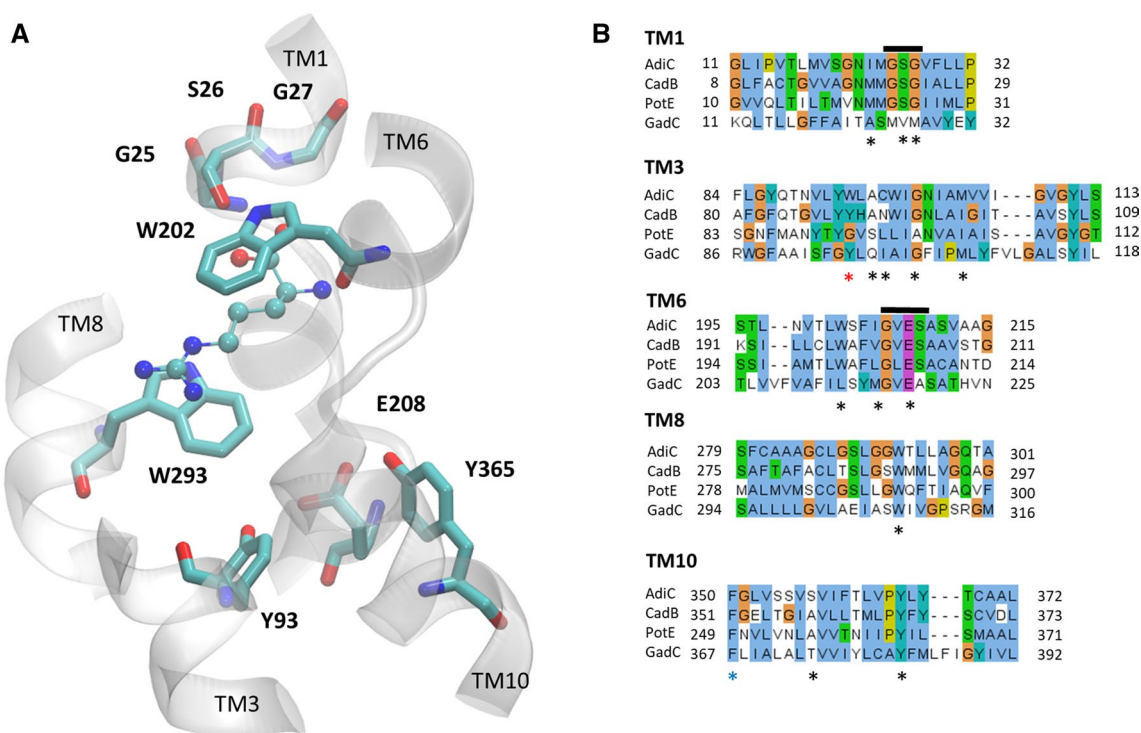 A
TM1
S26
G27
G25
TM6
W202
TM8
E208
W293
Y365
Y93
TM3
TM10
B
TM1
AdiC 11 GLIPVTLMVSGNIMGSGVFLLP 32
CadB 8 GLFACTGVVAGNMMGSGIALLP 29
PotE 10 GVVQLTILTMVNMMGSGIIMLP 31
GadC 11 KQLTLLGFFAITASMVMAVYEY 32
* * *
TM3
AdiC 84 FLGYQTNVLYWLACWIGNIAMVVI---GVGYLS 113
CadB 80 AFGFQTGVLYYHANWIGNLAIGIT---AVSYLS 109
PotE 83 SGNFMANYTYGVSLLIANVAIAIS---AVGYGT 112
GadC 86 RWGFAAISFGYLQIAIGFIPMLYFVLGALSYIL 118
* * * * *
TM6
AdiC 195 STL--NVTLWSFIGVESASVAAG 215
CadB 191 KSI--LLCLWAFVGVESAAVSTG 211
PotE 194 SSI--AMTLWAFLGLESACANTD 214
GadC 203 TLVVFVAFILSYMGVEASATHVN 225
* * *
TM8
AdiC 279 SFCAAAGCLGSLGGWTLLAGQTA 301
CadB 275 SAFTAFACLTSLGSWMMLVGQAG 297
PotE 278 MALMVMSCCGSLLGWQFTIAQVF 300
GadC 294 SALLLLGVLAEIASWIVGPSRGM 316
*
TM10
AdiC 350 FGLVSSVSVIFTLVPYLY---TCAAL 372
CadB 351 FGELTGIAVLLTMLPYFY---SCVDL 373
PotE 249 FNVLVNLAVVTNIIPYIL---SMAAL 371
GadC 367 FLIALALTVVIYLCAYFMLFIGYIVL 392
* * *